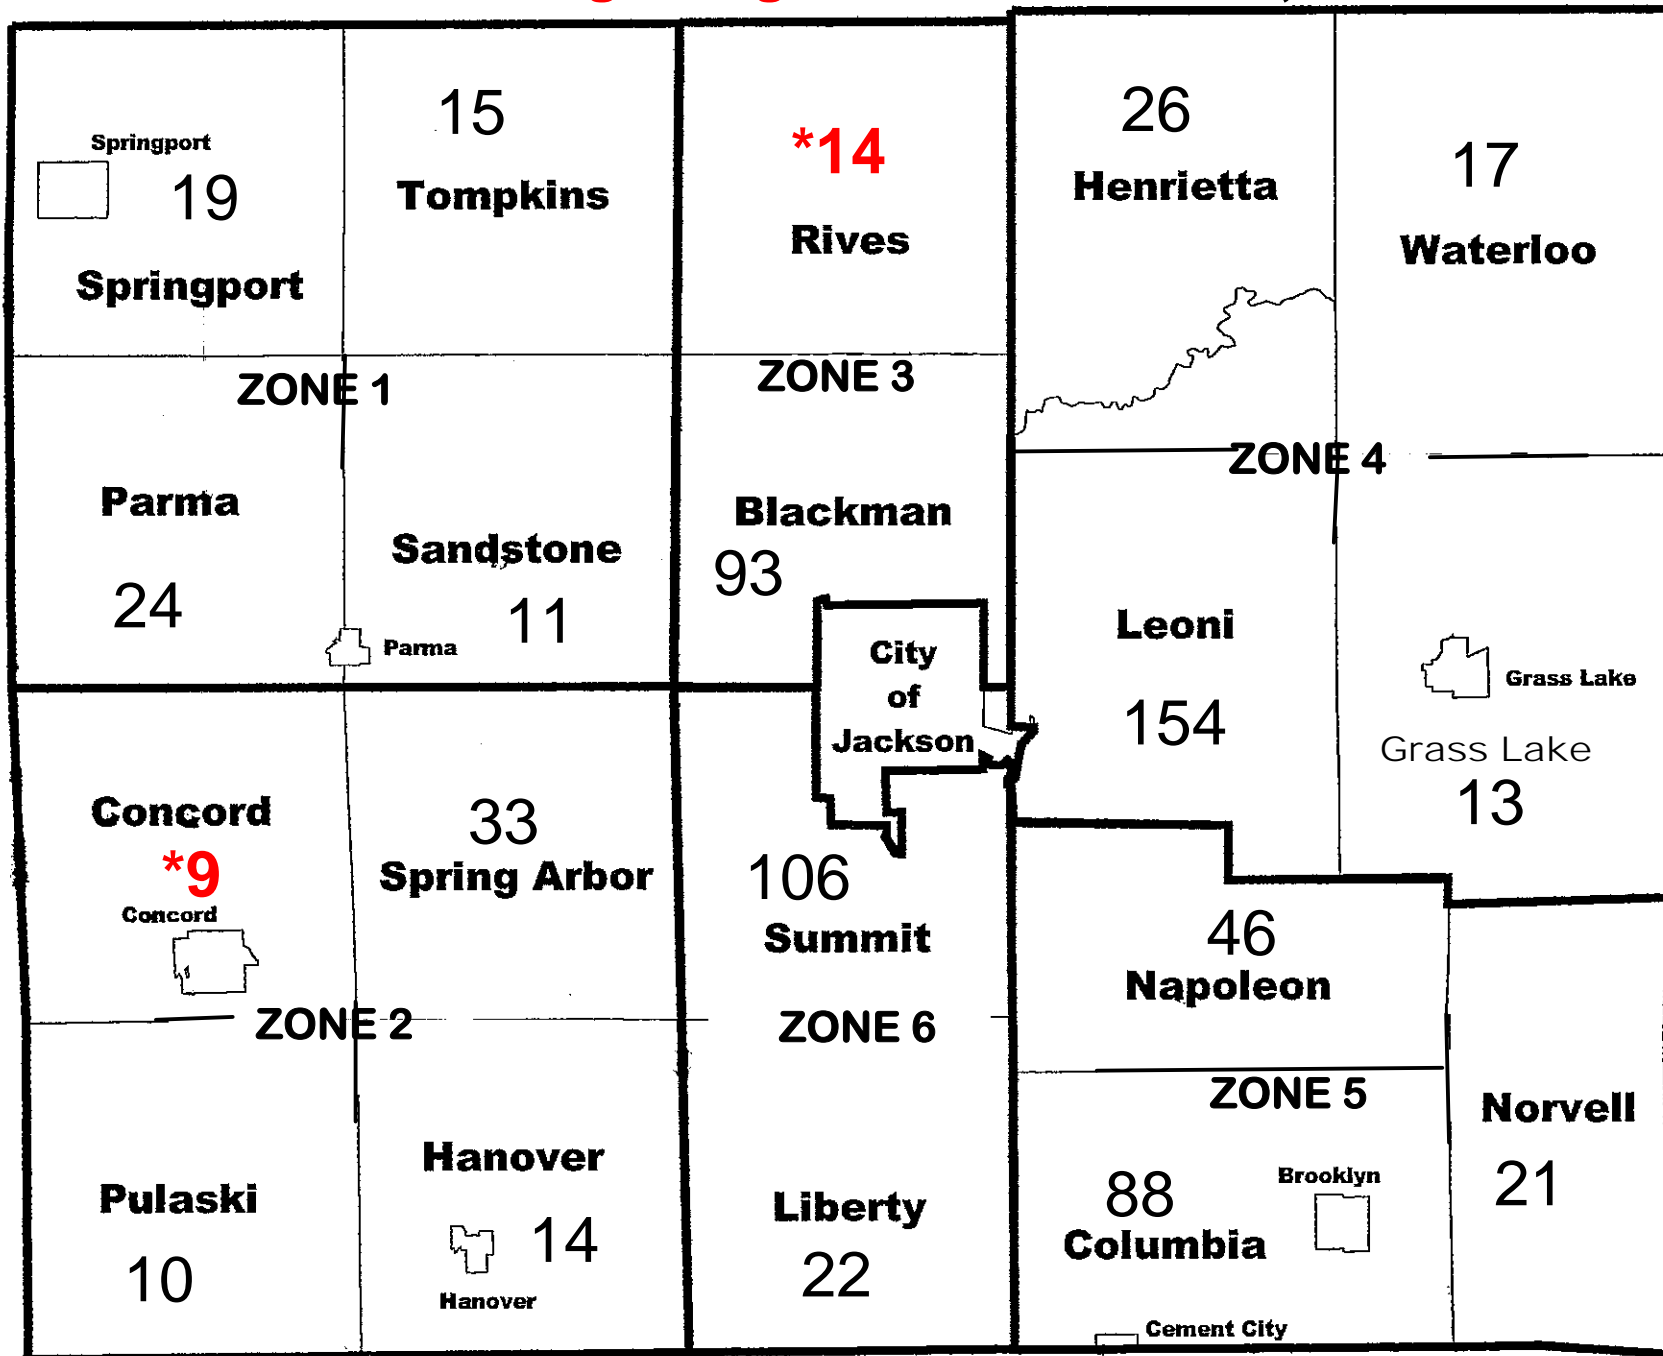 Springport
19
Springport
15
Tompkins
*14
Rives
26
Henrietta
17
Waterloo
ZONE 1
ZONE 3
ZONE 4
Parma
24
Sandstone
11
Parma
Blackman
93
City
of
Jackson
Leoni
154
Grass Lake
Grass Lake
13
Concord
*9
Concord
33
Spring Arbor
106
Summit
46
Napoleon
ZONE 2
ZONE 6
ZONE 5
Norvell
21
Pulaski
10
Hanover
14
Hanover
Liberty
22
88
Columbia
Brooklyn
Cement City